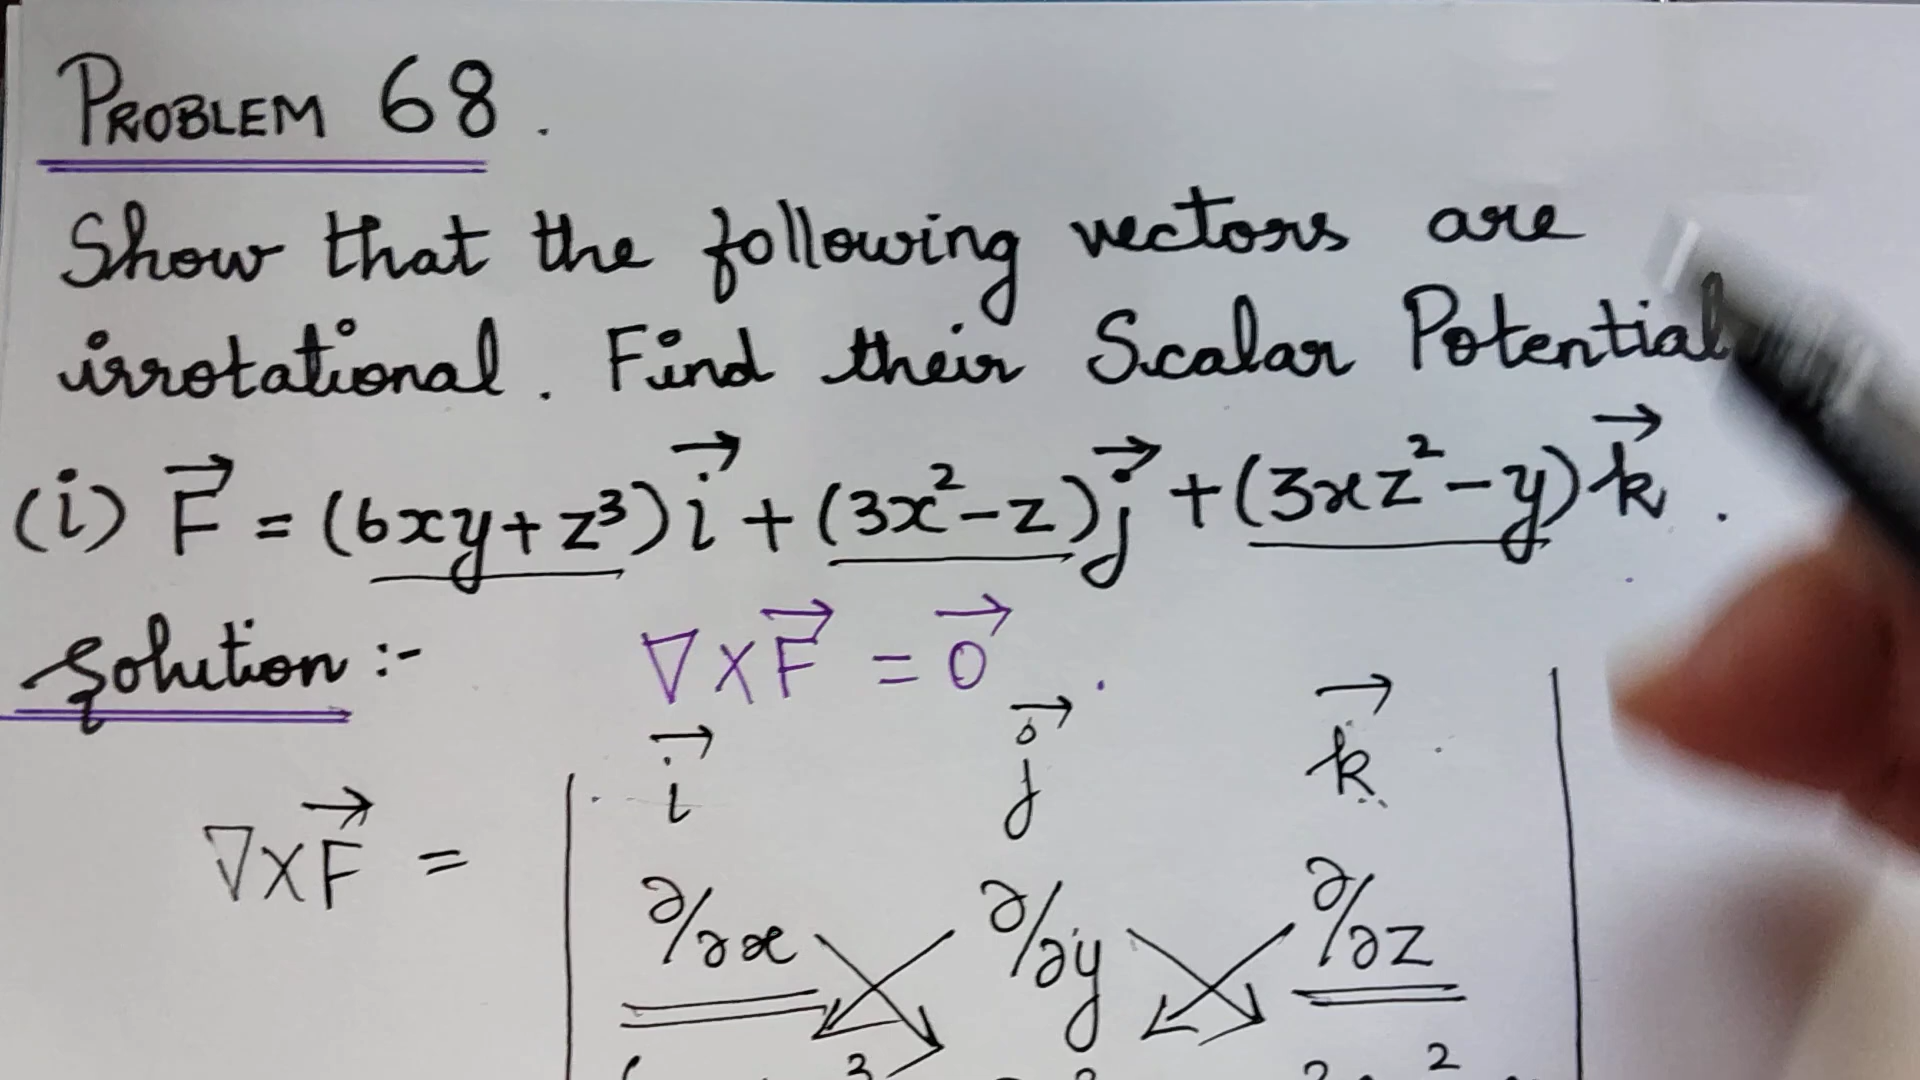 PROBLEM 68.
Show that the following vectors are
irrotational. Find their Scalar Potential
(i) F⃗ = (6xy+z³)i⃗ + (3x²-z)j⃗ + (3xz²-y)k⃗.
Solution :- ∇×F⃗ = 0⃗.
i⃗ j⃗ k⃗
∇×F⃗ =
∂/∂x ∂/∂y ∂/∂z